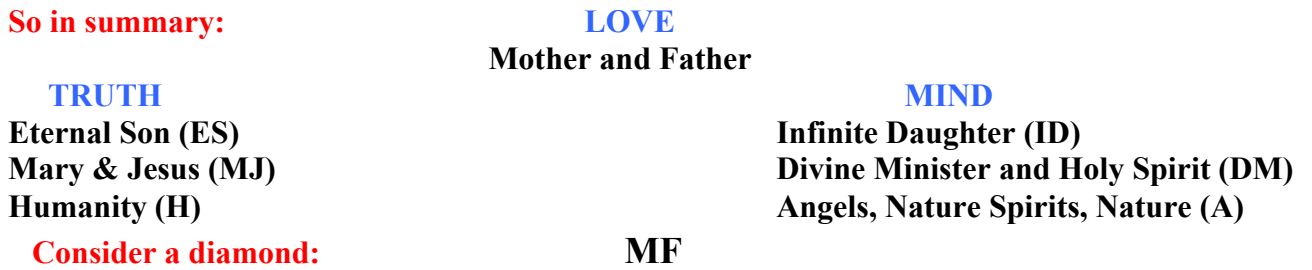 So in summary: LOVE
Mother and Father
TRUTH MIND
Eternal Son (ES) Infinite Daughter (ID)
Mary & Jesus (MJ) Divine Minister and Holy Spirit (DM)
Humanity (H) Angels, Nature Spirits, Nature (A)
Consider a diamond: MF